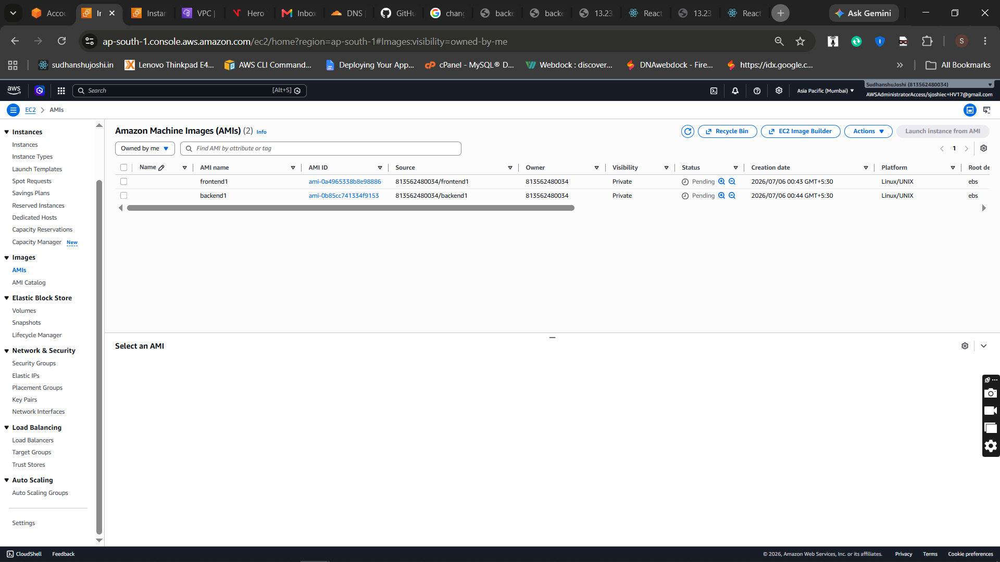 Accou
Ir
Instar
VPC |
Hero
Inbox
DNS
GitHu
chang
backe
backe
13.23
React
13.23
React
Ask Gemini
ap-south-1.console.aws.amazon.com/ec2/home?region=ap-south-1#Images:visibility=owned-by-me
S
sudhanshujoshi.in
Lenovo Thinkpad E4...
AWS CLI Command...
Deploying Your App...
cPanel - MySQL® D...
Webdock : discover...
DNAwebdock - Fire...
https://idx.google.c...
All Bookmarks
aws
Search
[Alt+S]
Asia Pacific (Mumbai)
SudhanshuJoshi (813562480034)
AWSAdministratorAccess/sjoshiec+HV17@gmail.com
EC2
AMIs
Instances
Instances
Instance Types
Launch Templates
Spot Requests
Savings Plans
Reserved Instances
Dedicated Hosts
Capacity Reservations
Capacity Manager New
Images
AMIs
AMI Catalog
Elastic Block Store
Volumes
Snapshots
Lifecycle Manager
Network & Security
Security Groups
Elastic IPs
Placement Groups
Key Pairs
Network Interfaces
Load Balancing
Load Balancers
Target Groups
Trust Stores
Auto Scaling
Auto Scaling Groups
Settings
Amazon Machine Images (AMIs) (2) Info
Recycle Bin
EC2 Image Builder
Actions
Launch instance from AMI
Owned by me
Find AMI by attribute or tag
1
Name AMI name AMI ID Source Owner Visibility Status Creation date Platform Root de
frontend1 ami-0a4965338b8e98886 813562480034/frontend1 813562480034 Private Pending 2026/07/06 00:43 GMT+5:30 Linux/UNIX ebs
backend1 ami-0b85cc741334f9153 813562480034/backend1 813562480034 Private Pending 2026/07/06 00:44 GMT+5:30 Linux/UNIX ebs
Select an AMI
CloudShell
Feedback
© 2026, Amazon Web Services, Inc. or its affiliates.
Privacy
Terms
Cookie preferences